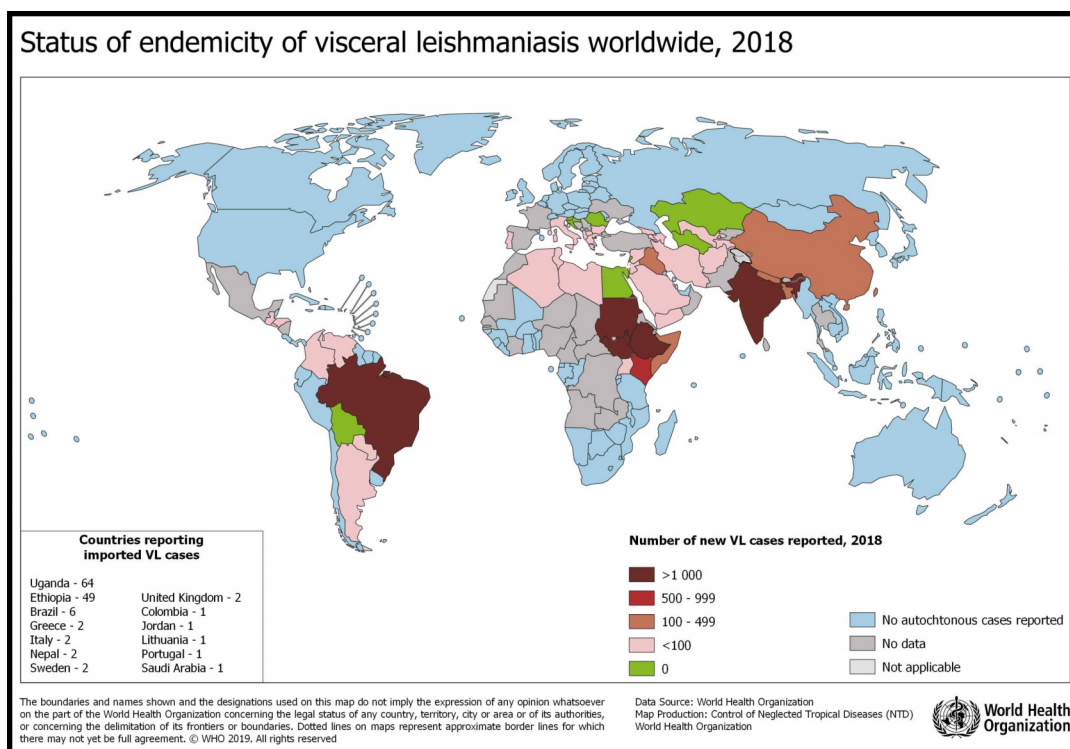 Status of endemicity of visceral leishmaniasis worldwide, 2018
Countries reporting
imported VL cases
Uganda - 64
Ethiopia - 49
Brazil - 6
Greece - 2
Italy - 2
Nepal - 2
Sweden - 2
United Kingdom - 2
Colombia - 1
Jordan - 1
Lithuania - 1
Portugal - 1
Saudi Arabia - 1
Number of new VL cases reported, 2018
>1 000
500 - 999
100 - 499
<100
0
No autochtonous cases reported
No data
Not applicable
The boundaries and names shown and the designations used on this map do not imply the expression of any opinion whatsoever
on the part of the World Health Organization concerning the legal status of any country, territory, city or area or of its authorities,
or concerning the delimitation of its frontiers or boundaries. Dotted lines on maps represent approximate border lines for which
there may not yet be full agreement. © WHO 2019. All rights reserved
Data Source: World Health Organization
Map Production: Control of Neglected Tropical Diseases (NTD)
World Health Organization
World Health
Organization